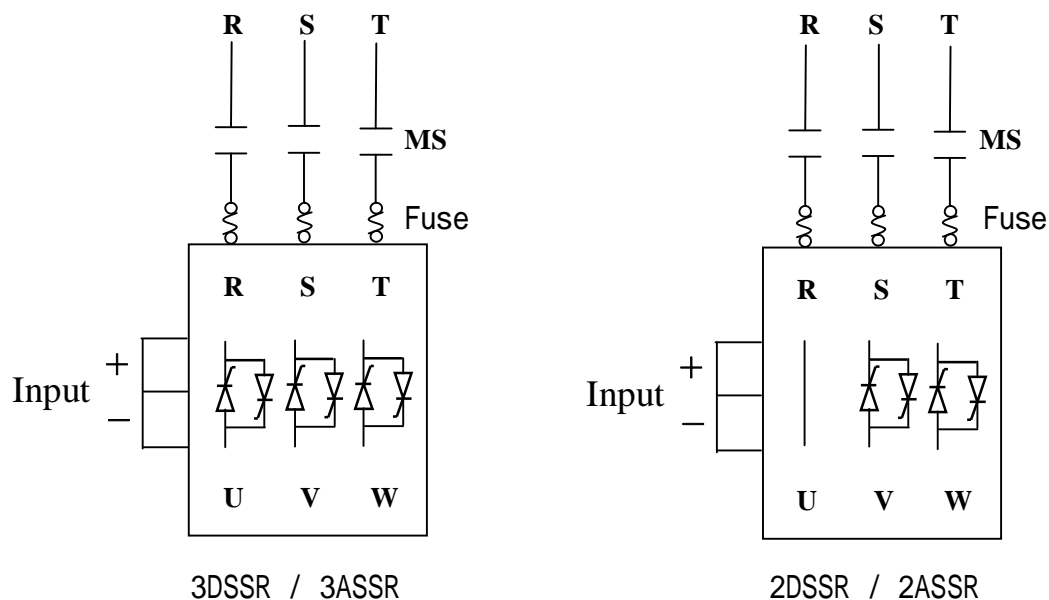 R S T
MS
Fuse
R S T
+
Input
−
U V W
3DSSR / 3ASSR
R S T
MS
Fuse
R S T
+
Input
−
U V W
2DSSR / 2ASSR